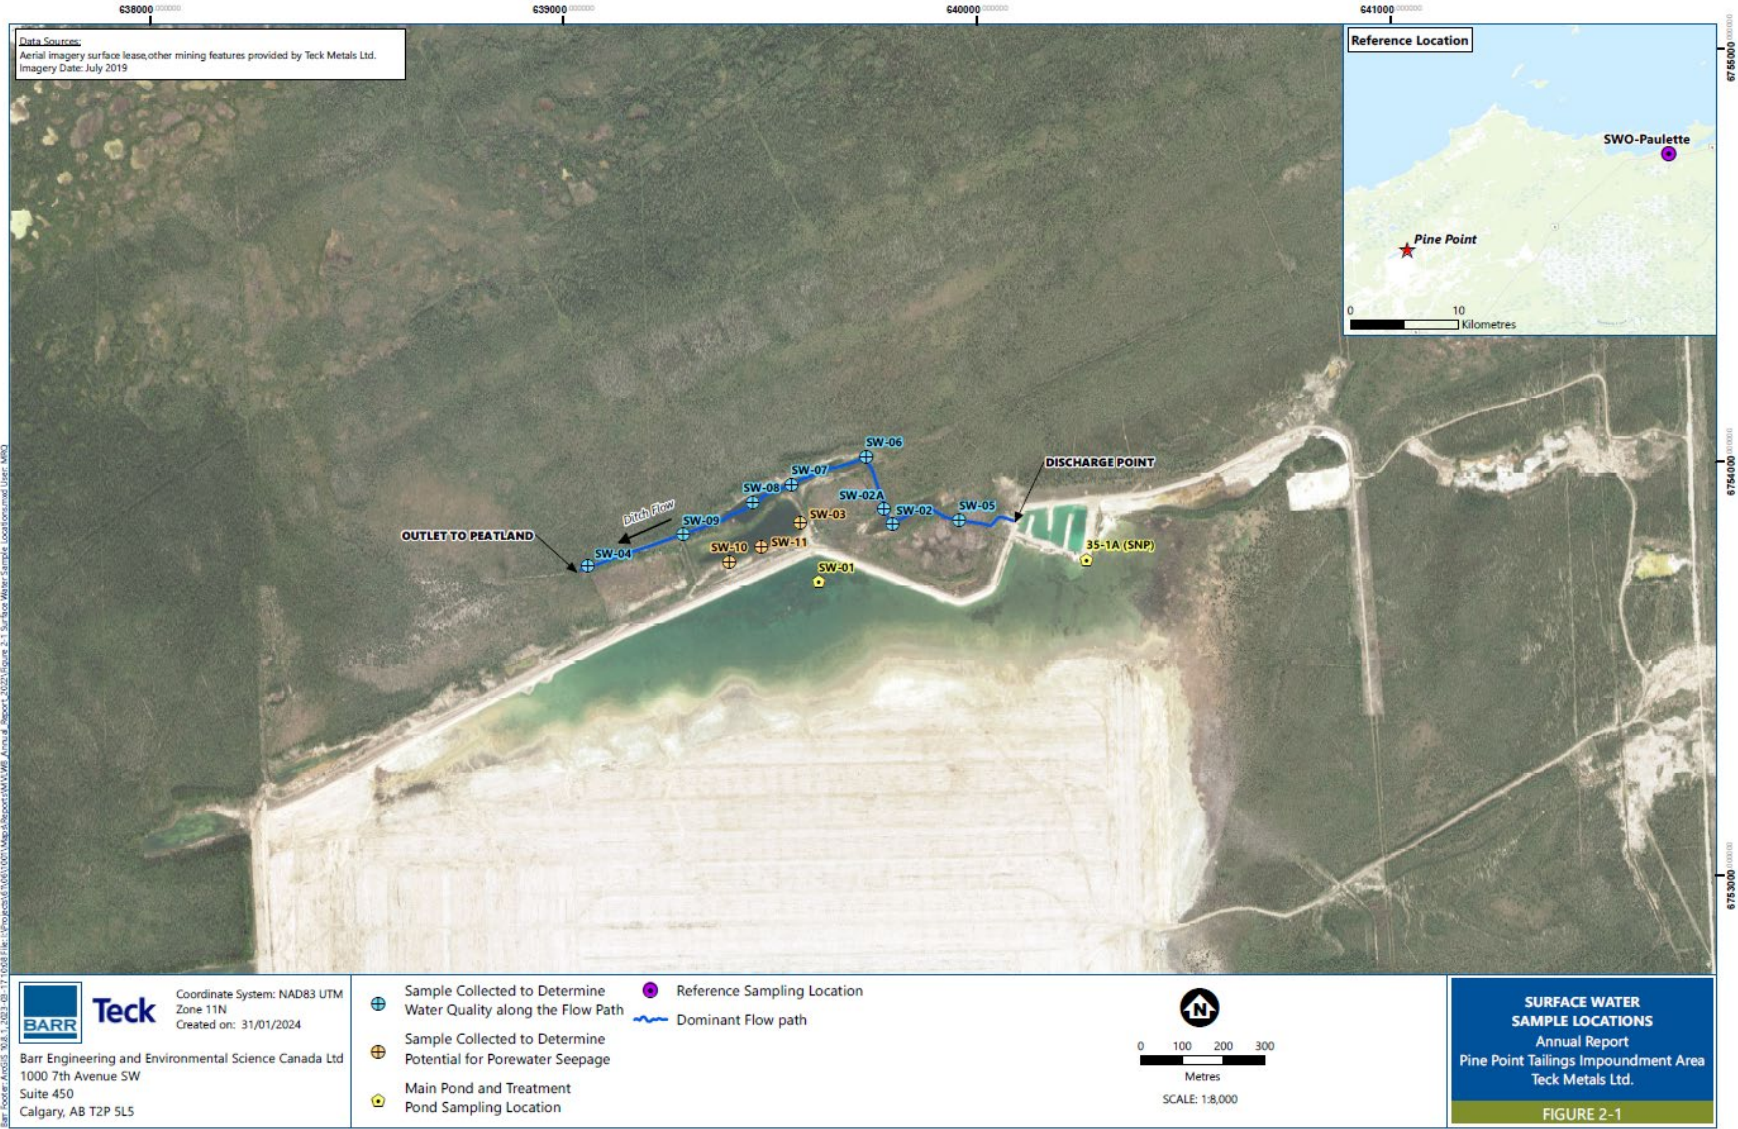 638000.000000
639000.000000
640000.000000
641000.000000
Data Sources:
Aerial imagery surface lease,other mining features provided by Teck Metals Ltd.
Imagery Date: July 2019
Reference Location
SWO-Paulette
Pine Point
0 10
Kilometres
6755000
6754000
6753000
SW-06
SW-07
DISCHARGE POINT
SW-08
SW-02A
SW-02
SW-05
Ditch Flow
SW-03
SW-09
OUTLET TO PEATLAND
SW-11
SW-10
35-1A (SNP)
SW-04
SW-01
BARR
Teck
Coordinate System: NAD83 UTM
Zone 11N
Created on: 31/01/2024
Barr Engineering and Environmental Science Canada Ltd
1000 7th Avenue SW
Suite 450
Calgary, AB T2P 5L5
Sample Collected to Determine
Water Quality along the Flow Path
Sample Collected to Determine
Potential for Porewater Seepage
Main Pond and Treatment
Pond Sampling Location
Reference Sampling Location
Dominant Flow path
N
0 100 200 300
Metres
SCALE: 1:8,000
SURFACE WATER
SAMPLE LOCATIONS
Annual Report
Pine Point Tailings Impoundment Area
Teck Metals Ltd.
FIGURE 2-1